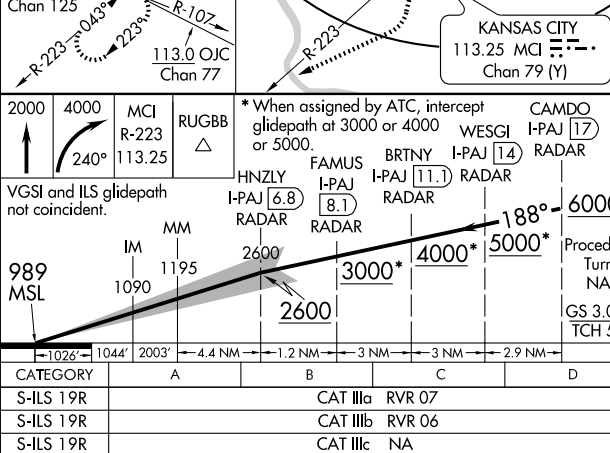 Chan 125
R-223
043°
223°
R-107
113.0 OJC
Chan 77
R-223
KANSAS CITY
113.25 MCI
Chan 79 (Y)
2000
4000
240°
MCI
R-223
113.25
RUGBB
* When assigned by ATC, intercept
glidepath at 3000 or 4000
or 5000.
VGSI and ILS glidepath
not coincident.
CAMDO
I-PAJ 17
RADAR
WESGI
I-PAJ 14
RADAR
BRTNY
I-PAJ 11.1
RADAR
FAMUS
I-PAJ
8.1
RADAR
HNZLY
I-PAJ 6.8
RADAR
MM
IM
1195
1090
989
MSL
2600
2600
3000*
4000*
5000*
188°
6000
Proced
Turn
NA
GS 3.0
TCH 5
1026'
1044'
2003'
4.4 NM
1.2 NM
3 NM
3 NM
2.9 NM
CATEGORY A B C D
S-ILS 19R CAT IIIa RVR 07
S-ILS 19R CAT IIIb RVR 06
S-ILS 19R CAT IIIc NA